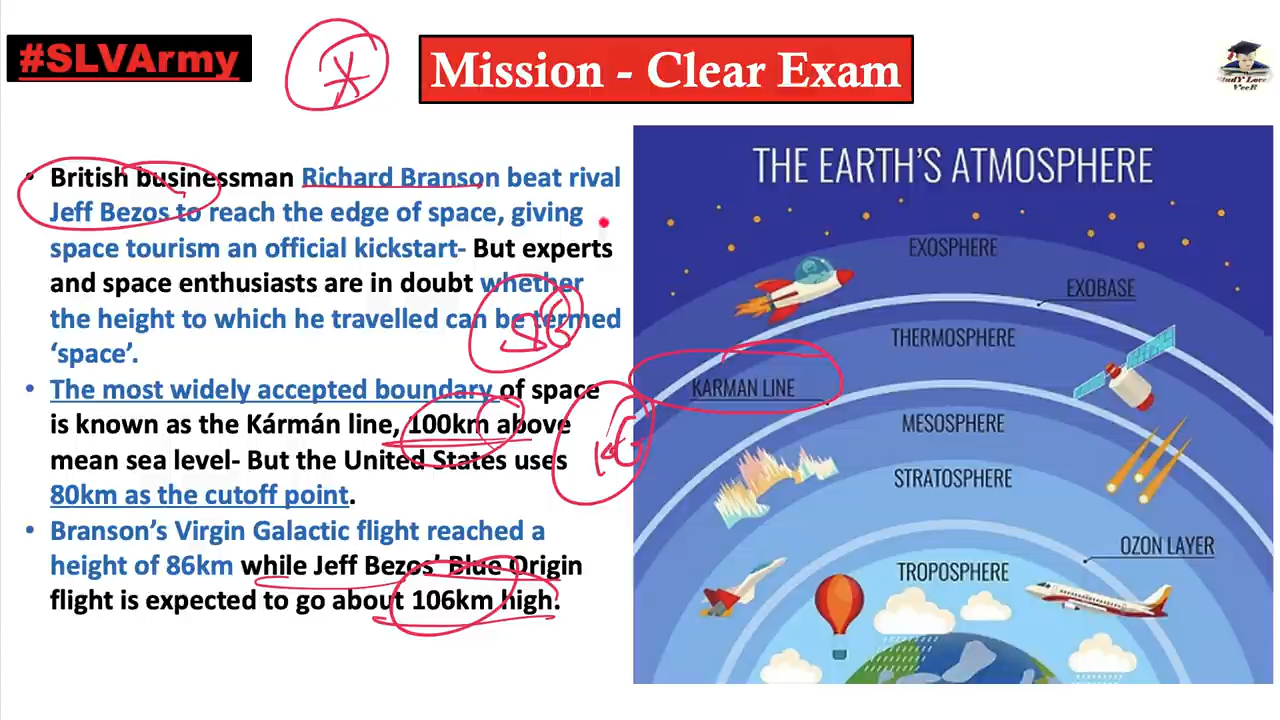 #SLVArmy
Mission - Clear Exam
StudY Lover
VeeR
• British businessman Richard Branson beat rival
Jeff Bezos to reach the edge of space, giving
space tourism an official kickstart- But experts
and space enthusiasts are in doubt whether
the height to which he travelled can be termed
‘space’.
• The most widely accepted boundary of space
is known as the Kármán line, 100km above
mean sea level- But the United States uses
80km as the cutoff point.
• Branson’s Virgin Galactic flight reached a
height of 86km while Jeff Bezos’ Blue Origin
flight is expected to go about 106km high.
THE EARTH'S ATMOSPHERE
EXOSPHERE
EXOBASE
THERMOSPHERE
KARMAN LINE
MESOSPHERE
STRATOSPHERE
OZON LAYER
TROPOSPHERE